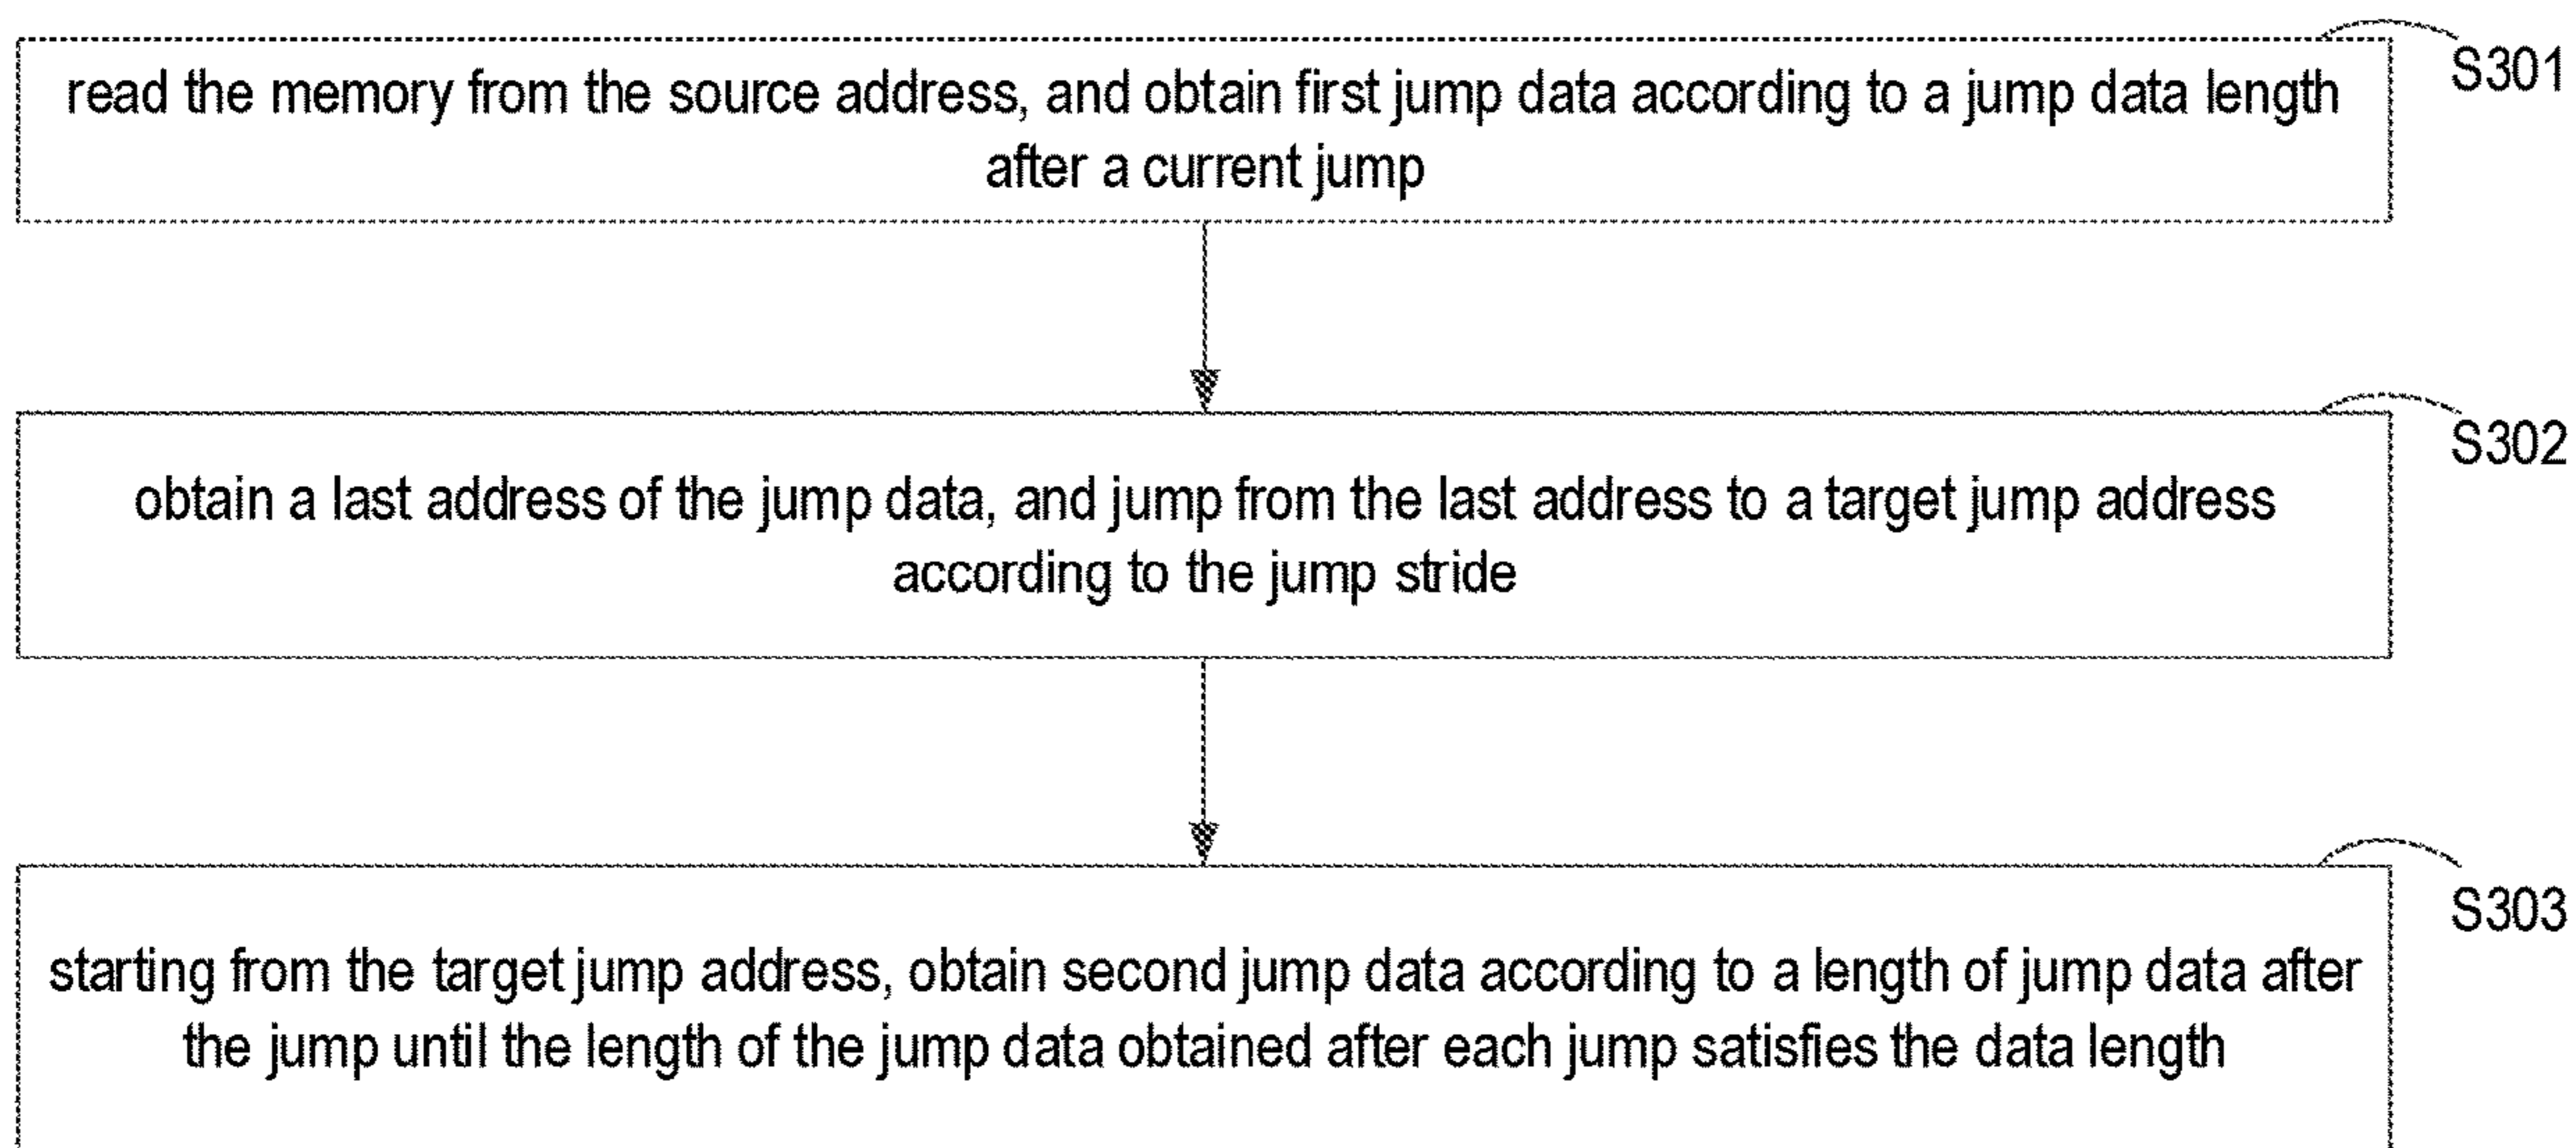 read the memory from the source address, and obtain first jump data according to a jump data length
after a current jump
S301
obtain a last address of the jump data, and jump from the last address to a target jump address
according to the jump stride
S302
starting from the target jump address, obtain second jump data according to a length of jump data after
the jump until the length of the jump data obtained after each jump satisfies the data length
S303